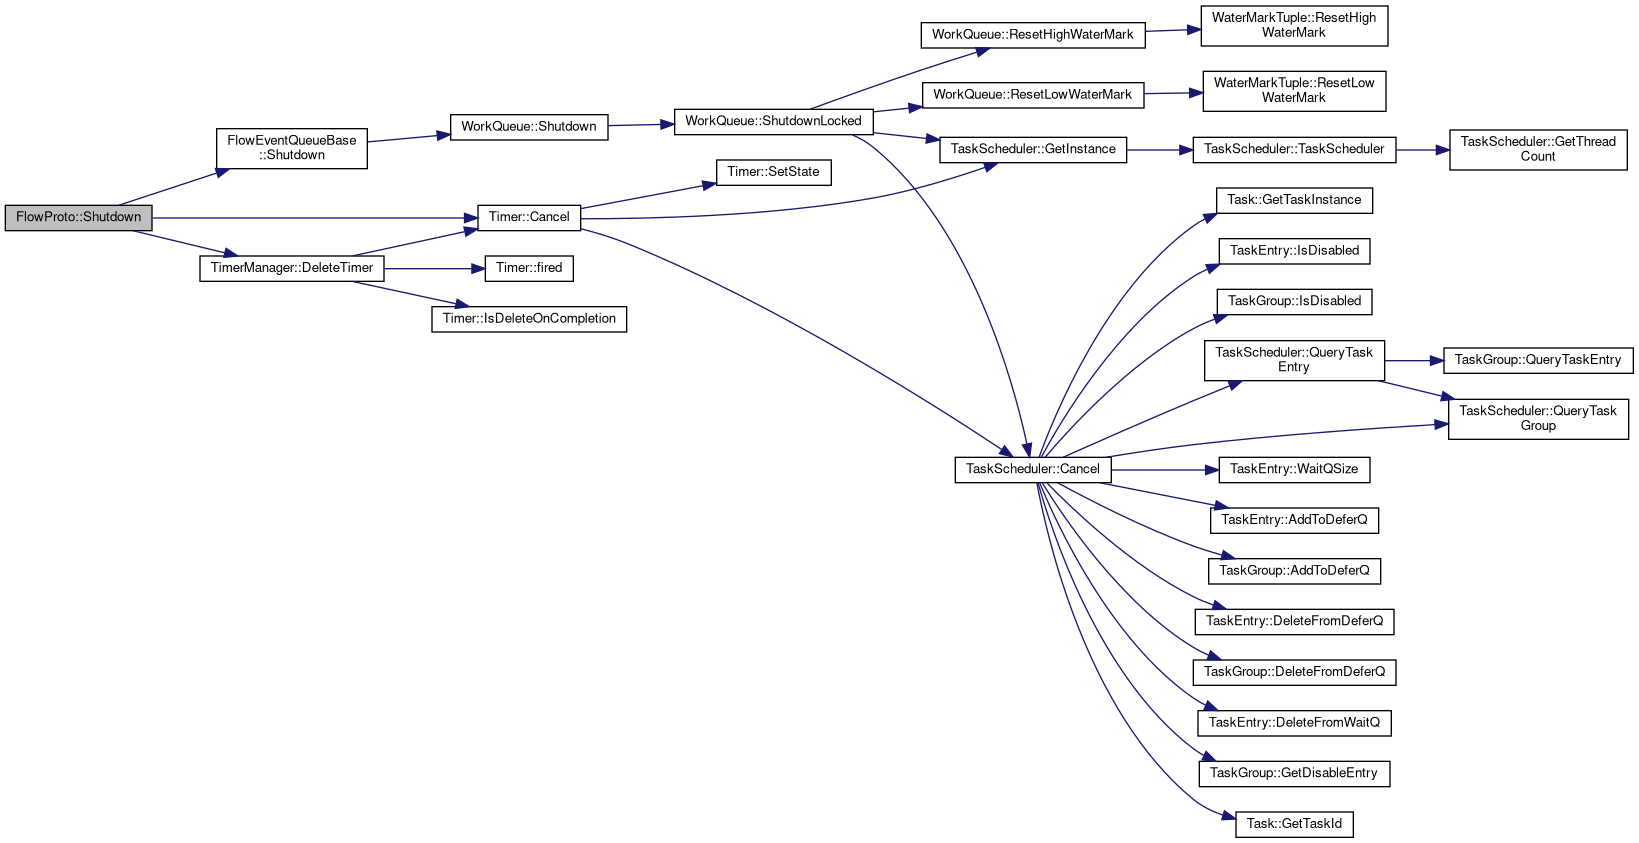 WaterMarkTuple::ResetHigh
WaterMark
WorkQueue::ResetHighWaterMark
WaterMarkTuple::ResetLow
WaterMark
WorkQueue::ResetLowWaterMark
WorkQueue::ShutdownLocked
WorkQueue::Shutdown
FlowEventQueueBase
::Shutdown
TaskScheduler::GetInstance
TaskScheduler::TaskScheduler
TaskScheduler::GetThread
Count
Timer::SetState
Task::GetTaskInstance
FlowProto::Shutdown
Timer::Cancel
TaskEntry::IsDisabled
TimerManager::DeleteTimer
Timer::fired
TaskGroup::IsDisabled
Timer::IsDeleteOnCompletion
TaskScheduler::QueryTask
Entry
TaskGroup::QueryTaskEntry
TaskScheduler::QueryTask
Group
TaskScheduler::Cancel
TaskEntry::WaitQSize
TaskEntry::AddToDeferQ
TaskGroup::AddToDeferQ
TaskEntry::DeleteFromDeferQ
TaskGroup::DeleteFromDeferQ
TaskEntry::DeleteFromWaitQ
TaskGroup::GetDisableEntry
Task::GetTaskId